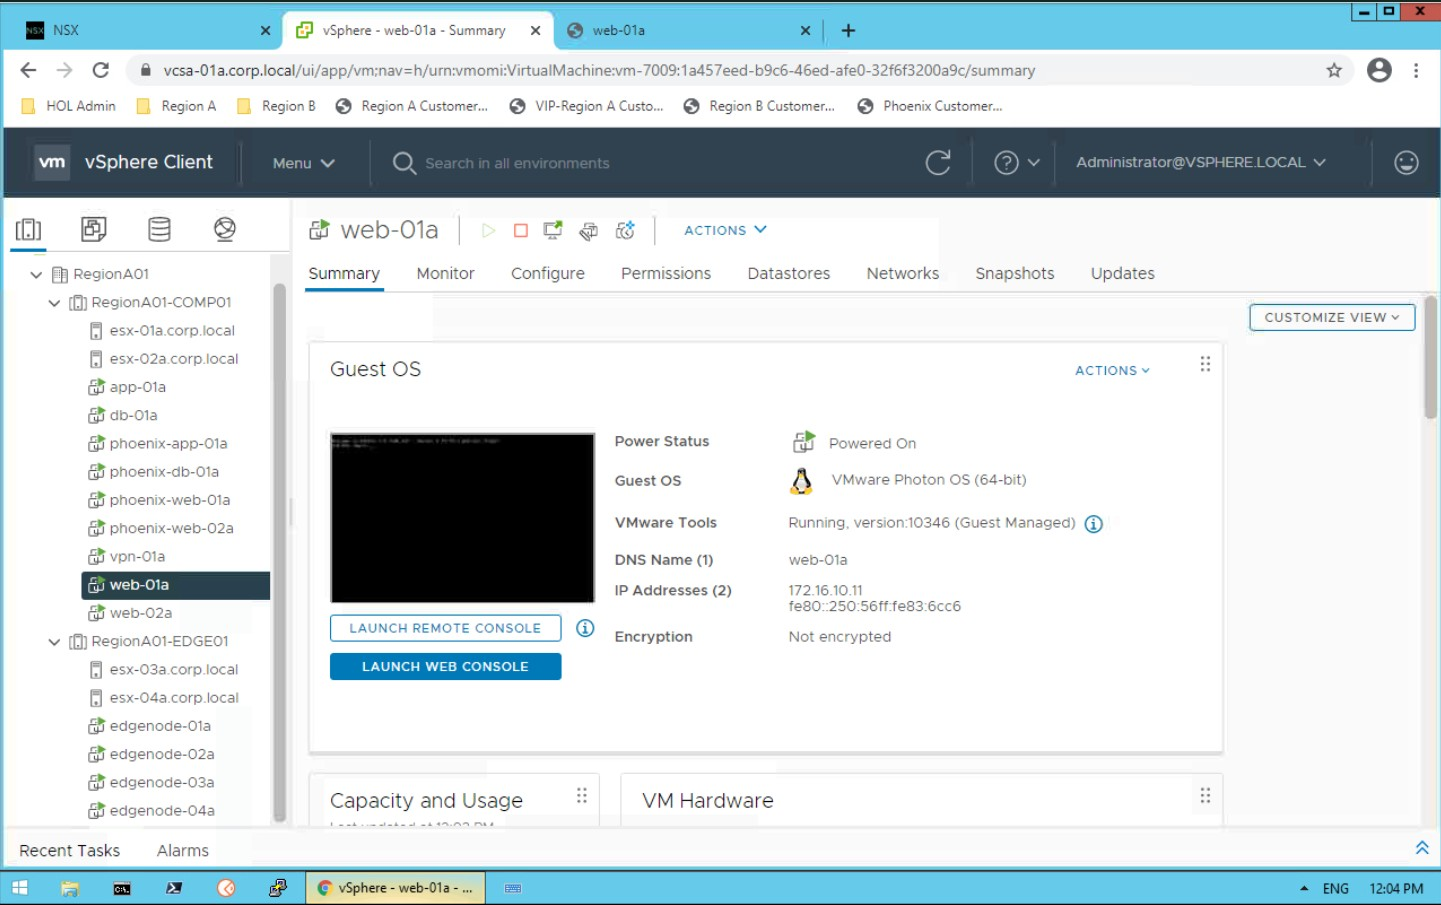 NSX
NSX
vSphere - web-01a - Summary
web-01a
vcsa-01a.corp.local/ui/app/vm;nav=h/urn:vmomi:VirtualMachine:vm-7009:1a457eed-b9c6-46ed-afe0-32f6f3200a9c/summary
HOL Admin
Region A
Region B
Region A Customer...
VIP-Region A Custo...
Region B Customer...
Phoenix Customer...
vm
vSphere Client
Menu
Search in all environments
Administrator@VSPHERE.LOCAL
web-01a
ACTIONS
Summary
Monitor
Configure
Permissions
Datastores
Networks
Snapshots
Updates
CUSTOMIZE VIEW
RegionA01
RegionA01-COMP01
esx-01a.corp.local
esx-02a.corp.local
app-01a
db-01a
phoenix-app-01a
phoenix-db-01a
phoenix-web-01a
phoenix-web-02a
vpn-01a
web-01a
web-02a
RegionA01-EDGE01
esx-03a.corp.local
esx-04a.corp.local
edgenode-01a
edgenode-02a
edgenode-03a
edgenode-04a
Guest OS
ACTIONS
Power Status
Powered On
Guest OS
VMware Photon OS (64-bit)
VMware Tools
Running, version:10346 (Guest Managed)
DNS Name (1)
web-01a
IP Addresses (2)
172.16.10.11
fe80::250:56ff:fe83:6cc6
Encryption
Not encrypted
LAUNCH REMOTE CONSOLE
LAUNCH WEB CONSOLE
Capacity and Usage
Last updated at 12:03 PM
VM Hardware
Recent Tasks
Alarms
vSphere - web-01a - ...
ENG
12:04 PM